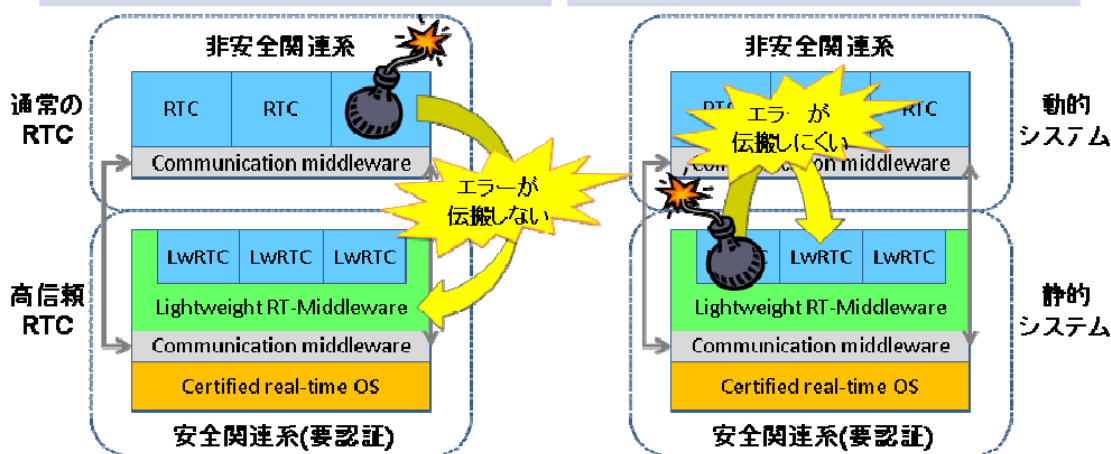 非安全関連系
通常の
RTC
RTC
RTC
Communication middleware
エラーが
伝搬しない
LwRTC
LwRTC
LwRTC
高信頼
RTC
Lightweight RT-Middleware
Communication middleware
Certified real-time OS
安全関連系(要認証)
非安全関連系
動的
システム
エラーが
伝搬しにくい
LwRTC
LwRTC
静的
システム
Lightweight RT-Middleware
Communication middleware
Certified real-time OS
安全関連系(要認証)